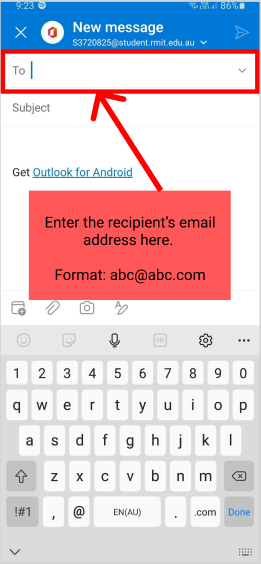 9:23 86%
New message
S3720825@student.rmit.edu.au
To
Subject
Get Outlook for Android
Enter the recipient's email
address here.
Format: abc@abc.com
GIF
1 2 3 4 5 6 7 8 9 0
q w e r t y u i o p
a s d f g h j k l
z x c v b n m
!#1 , @ EN(AU) . .com Done